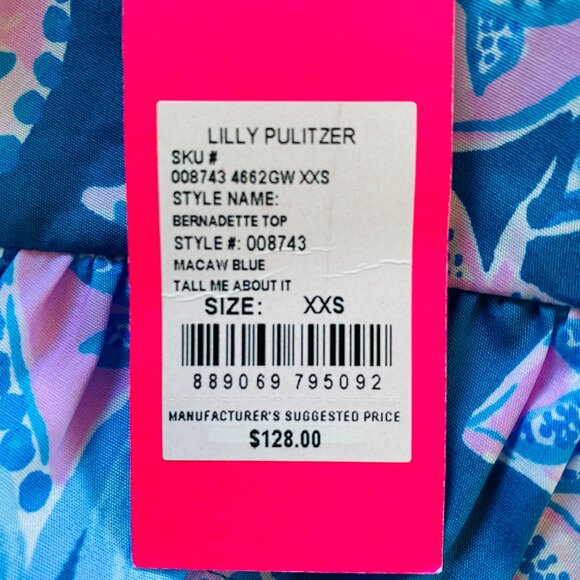 LILLY PULITZER
SKU #
008743 4662GW XXS
STYLE NAME:
BERNADETTE TOP
STYLE #: 008743
MACAW BLUE
TALL ME ABOUT IT
SIZE: XXS
889069 795092
MANUFACTURER'S SUGGESTED PRICE
$128.00